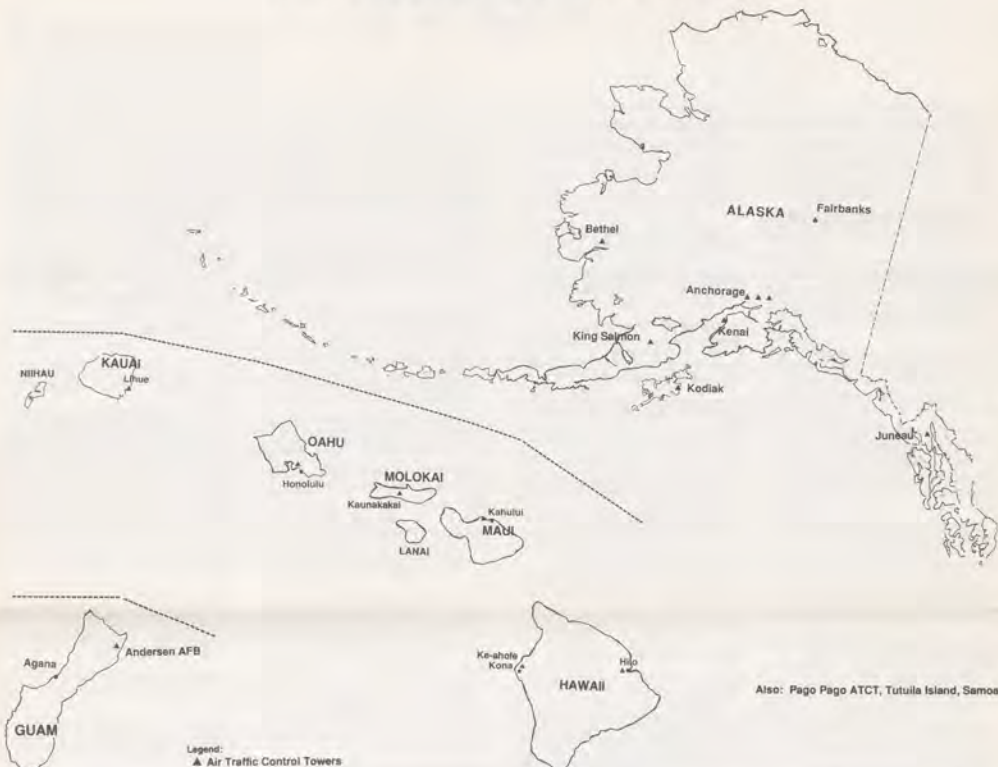 ALASKA
Fairbanks
Bethel
Anchorage
King Salmon
Kenai
Kodiak
Juneau
NIIHAU
KAUAI
Lihue
OAHU
Honolulu
MOLOKAI
Kaunakakai
LANAI
Kahului
MAUI
Agana
Andersen AFB
GUAM
Ke-ahole
Kona
Hilo
HAWAII
Also: Pago Pago ATCT, Tutuila Island, Samoa
Legend:
▲ Air Traffic Control Towers